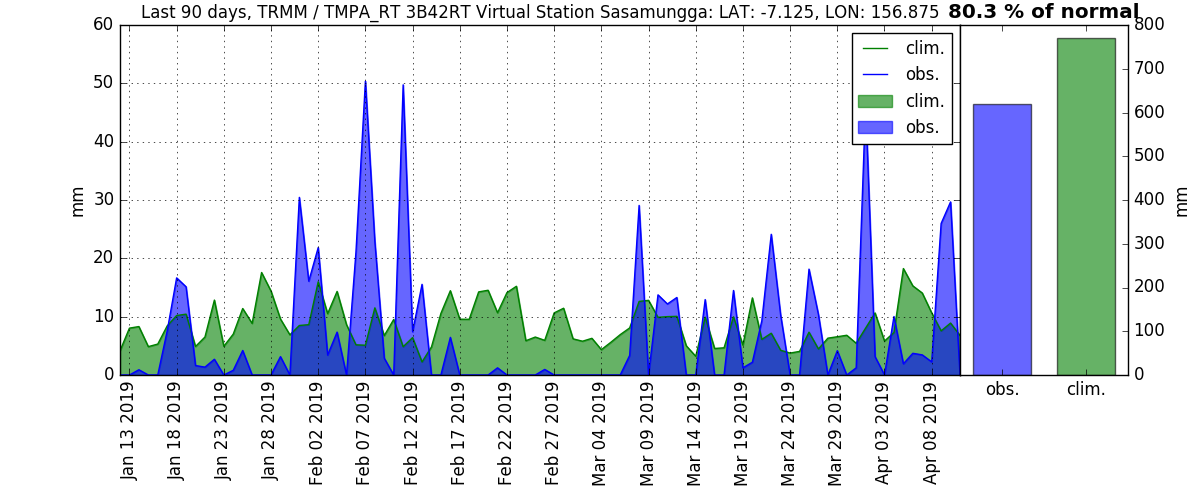 Last 90 days, TRMM / TMPA_RT 3B42RT Virtual Station Sasamungga: LAT: -7.125, LON: 156.875 80.3 % of normal
60
50
40
30
20
10
0
mm
clim.
obs.
clim.
obs.
800
700
600
500
400
300
200
100
0
mm
Jan 13 2019
Jan 18 2019
Jan 23 2019
Jan 28 2019
Feb 02 2019
Feb 07 2019
Feb 12 2019
Feb 17 2019
Feb 22 2019
Feb 27 2019
Mar 04 2019
Mar 09 2019
Mar 14 2019
Mar 19 2019
Mar 24 2019
Mar 29 2019
Apr 03 2019
Apr 08 2019
obs.
clim.